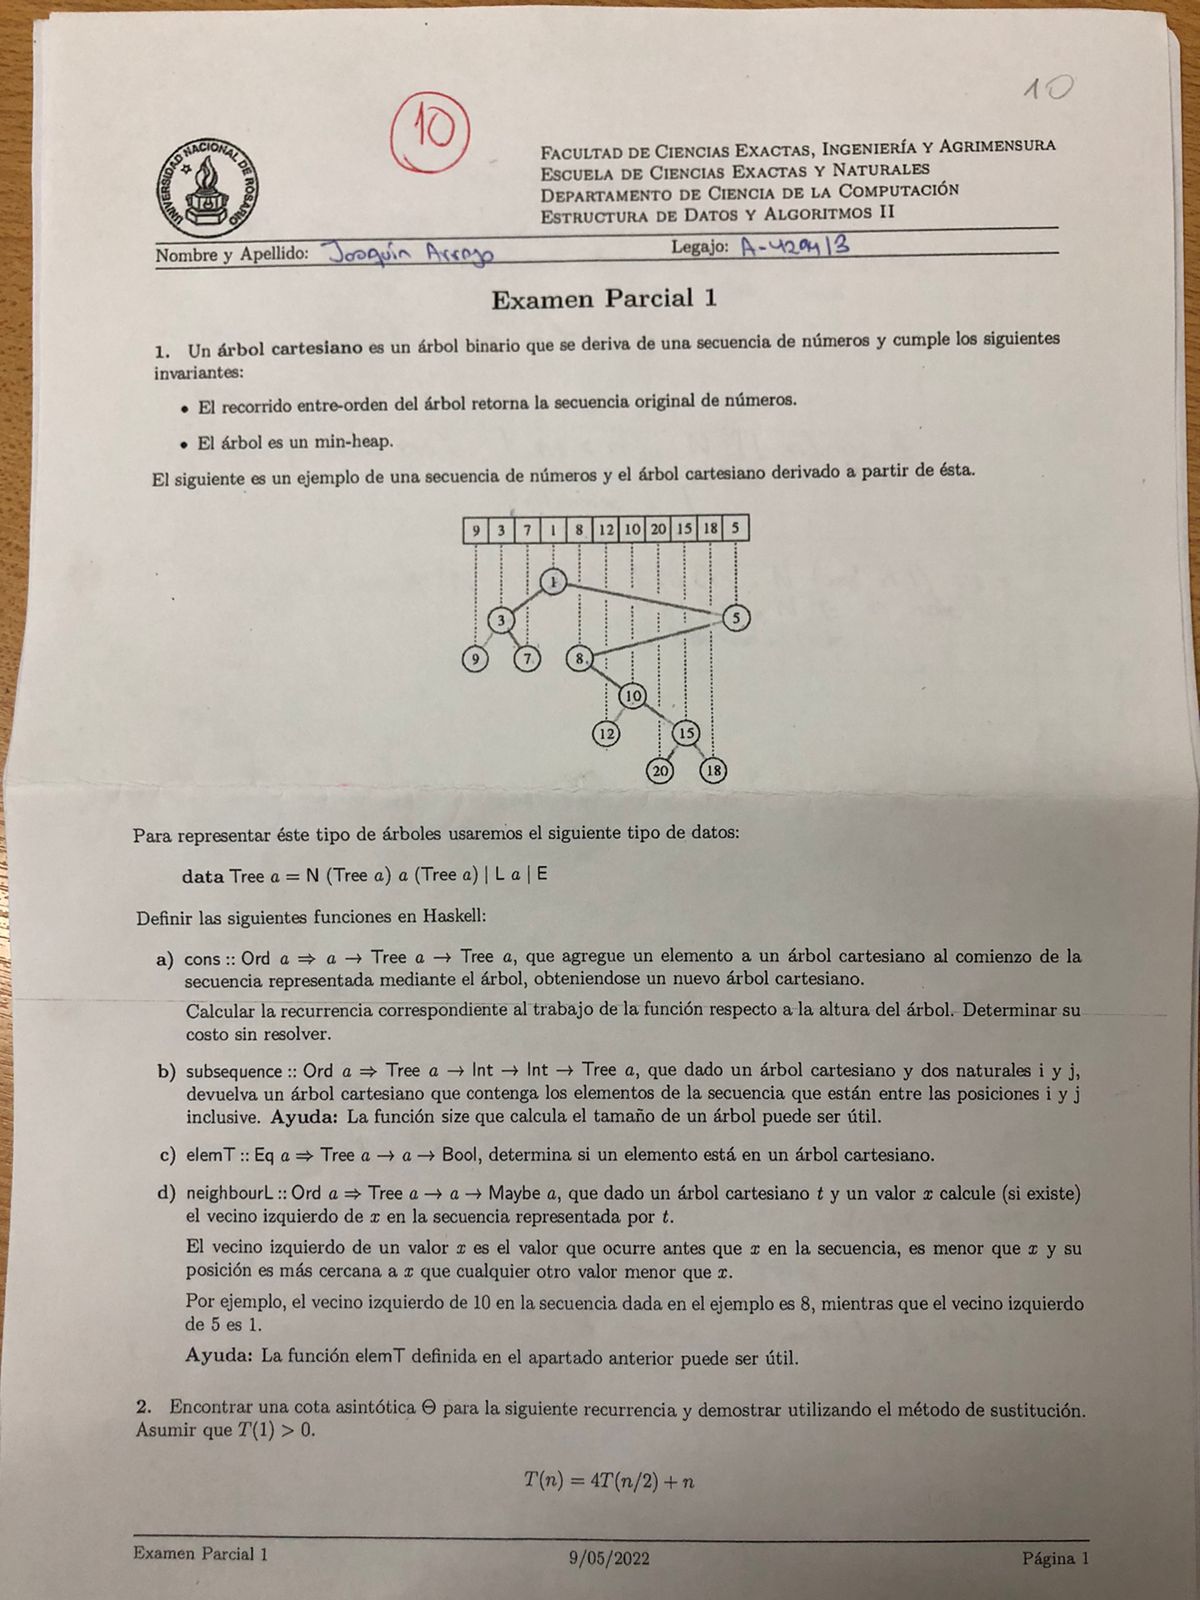 10
10
UNIVERSIDAD NACIONAL DE ROSARIO
FACULTAD DE CIENCIAS EXACTAS, INGENIERÍA Y AGRIMENSURA
ESCUELA DE CIENCIAS EXACTAS Y NATURALES
DEPARTAMENTO DE CIENCIA DE LA COMPUTACIÓN
ESTRUCTURA DE DATOS Y ALGORITMOS II
Nombre y Apellido: Joaquín Arroyo Legajo: A-4294/3
Examen Parcial 1
1. Un árbol cartesiano es un árbol binario que se deriva de una secuencia de números y cumple los siguientes
invariantes:
• El recorrido entre-orden del árbol retorna la secuencia original de números.
• El árbol es un min-heap.
El siguiente es un ejemplo de una secuencia de números y el árbol cartesiano derivado a partir de ésta.
9 3 7 1 8 12 10 20 15 18 5
1
3 5
9 7 8
10
12 15
20 18
Para representar éste tipo de árboles usaremos el siguiente tipo de datos:
data Tree a = N (Tree a) a (Tree a) | L a | E
Definir las siguientes funciones en Haskell:
a) cons :: Ord a ⇒ a → Tree a → Tree a, que agregue un elemento a un árbol cartesiano al comienzo de la
secuencia representada mediante el árbol, obteniendose un nuevo árbol cartesiano.
Calcular la recurrencia correspondiente al trabajo de la función respecto a la altura del árbol. Determinar su
costo sin resolver.
b) subsequence :: Ord a ⇒ Tree a → Int → Int → Tree a, que dado un árbol cartesiano y dos naturales i y j,
devuelva un árbol cartesiano que contenga los elementos de la secuencia que están entre las posiciones i y j
inclusive. Ayuda: La función size que calcula el tamaño de un árbol puede ser útil.
c) elemT :: Eq a ⇒ Tree a → a → Bool, determina si un elemento está en un árbol cartesiano.
d) neighbourL :: Ord a ⇒ Tree a → a → Maybe a, que dado un árbol cartesiano t y un valor x calcule (si existe)
el vecino izquierdo de x en la secuencia representada por t.
El vecino izquierdo de un valor x es el valor que ocurre antes que x en la secuencia, es menor que x y su
posición es más cercana a x que cualquier otro valor menor que x.
Por ejemplo, el vecino izquierdo de 10 en la secuencia dada en el ejemplo es 8, mientras que el vecino izquierdo
de 5 es 1.
Ayuda: La función elemT definida en el apartado anterior puede ser útil.
2. Encontrar una cota asintótica Θ para la siguiente recurrencia y demostrar utilizando el método de sustitución.
Asumir que T(1) > 0.
T(n) = 4T(n/2) + n
Examen Parcial 1 9/05/2022 Página 1